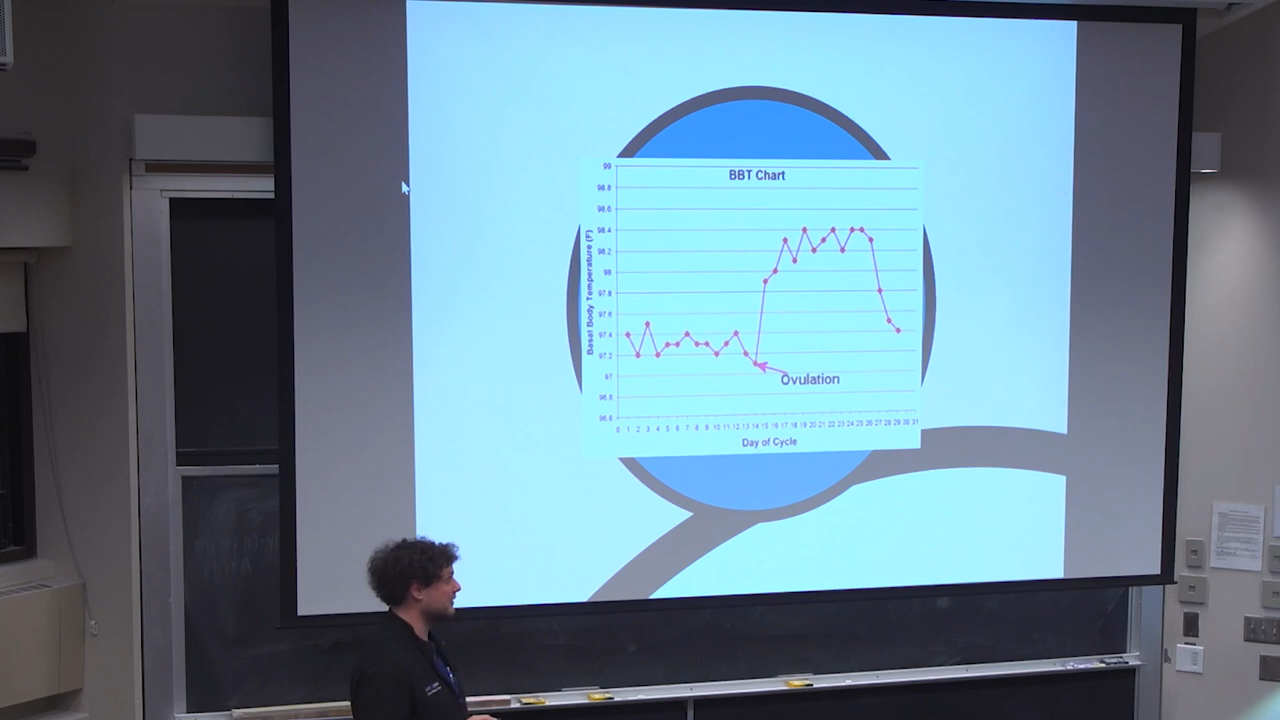 BBT Chart
99
98.8
98.6
98.4
98.2
98
97.8
97.6
97.4
97.2
97
96.8
96.6
Basal Body Temperature (F)
Ovulation
0 1 2 3 4 5 6 7 8 9 10 11 12 13 14 15 16 17 18 19 20 21 22 23 24 25 26 27 28 29 30 31
Day of Cycle